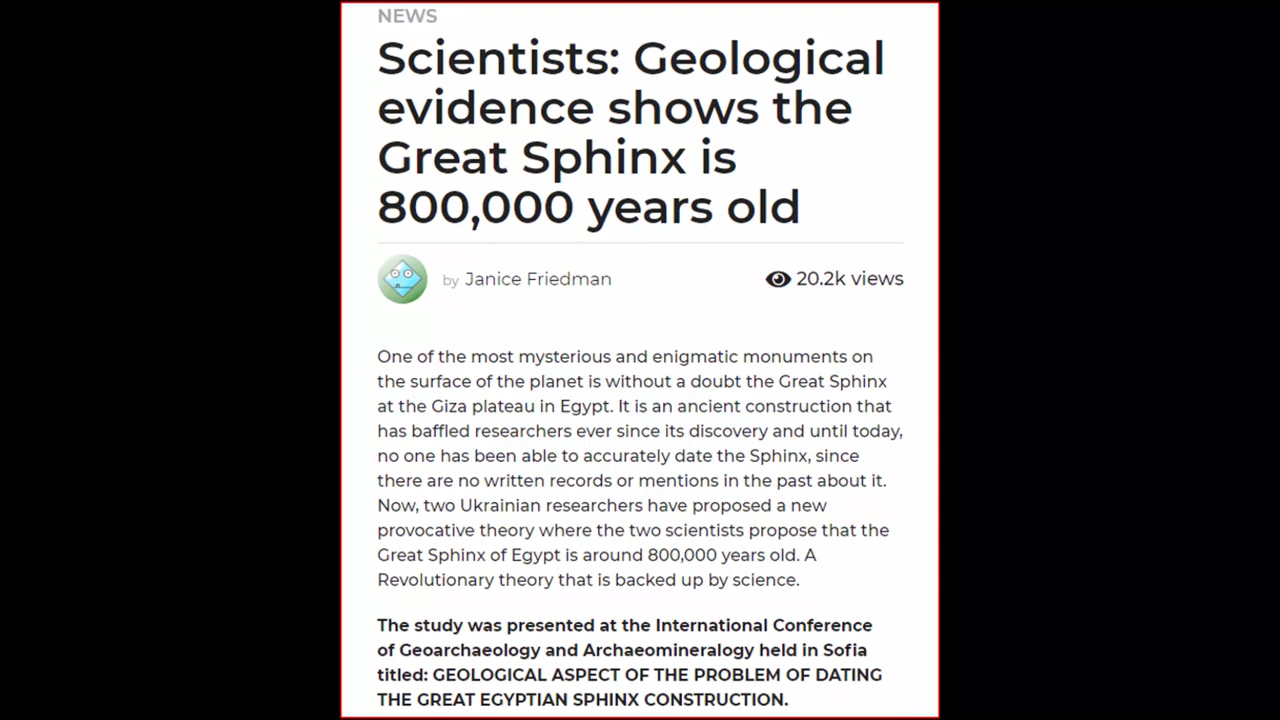 NEWS
Scientists: Geological
evidence shows the
Great Sphinx is
800,000 years old
by Janice Friedman
20.2k views
One of the most mysterious and enigmatic monuments on
the surface of the planet is without a doubt the Great Sphinx
at the Giza plateau in Egypt. It is an ancient construction that
has baffled researchers ever since its discovery and until today,
no one has been able to accurately date the Sphinx, since
there are no written records or mentions in the past about it.
Now, two Ukrainian researchers have proposed a new
provocative theory where the two scientists propose that the
Great Sphinx of Egypt is around 800,000 years old. A
Revolutionary theory that is backed up by science.
The study was presented at the International Conference
of Geoarchaeology and Archaeomineralogy held in Sofia
titled: GEOLOGICAL ASPECT OF THE PROBLEM OF DATING
THE GREAT EGYPTIAN SPHINX CONSTRUCTION.